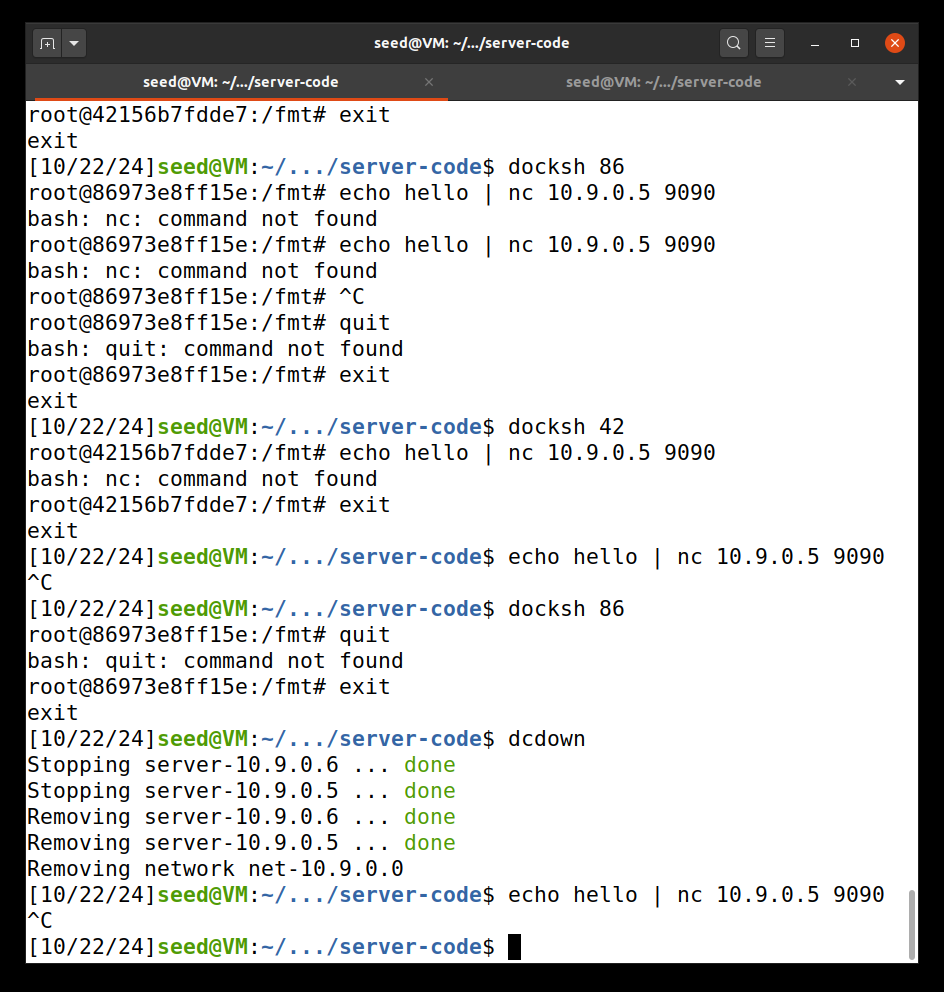 seed@VM: ~/.../server-code
seed@VM: ~/.../server-code
seed@VM: ~/.../server-code
root@42156b7fdde7:/fmt# exit
exit
[10/22/24]seed@VM:~/.../server-code$ docksh 86
root@86973e8ff15e:/fmt# echo hello | nc 10.9.0.5 9090
bash: nc: command not found
root@86973e8ff15e:/fmt# echo hello | nc 10.9.0.5 9090
bash: nc: command not found
root@86973e8ff15e:/fmt# ^C
root@86973e8ff15e:/fmt# quit
bash: quit: command not found
root@86973e8ff15e:/fmt# exit
exit
[10/22/24]seed@VM:~/.../server-code$ docksh 42
root@42156b7fdde7:/fmt# echo hello | nc 10.9.0.5 9090
bash: nc: command not found
root@42156b7fdde7:/fmt# exit
exit
[10/22/24]seed@VM:~/.../server-code$ echo hello | nc 10.9.0.5 9090
^C
[10/22/24]seed@VM:~/.../server-code$ docksh 86
root@86973e8ff15e:/fmt# quit
bash: quit: command not found
root@86973e8ff15e:/fmt# exit
exit
[10/22/24]seed@VM:~/.../server-code$ dcdown
Stopping server-10.9.0.6 ... done
Stopping server-10.9.0.5 ... done
Removing server-10.9.0.6 ... done
Removing server-10.9.0.5 ... done
Removing network net-10.9.0.0
[10/22/24]seed@VM:~/.../server-code$ echo hello | nc 10.9.0.5 9090
^C
[10/22/24]seed@VM:~/.../server-code$